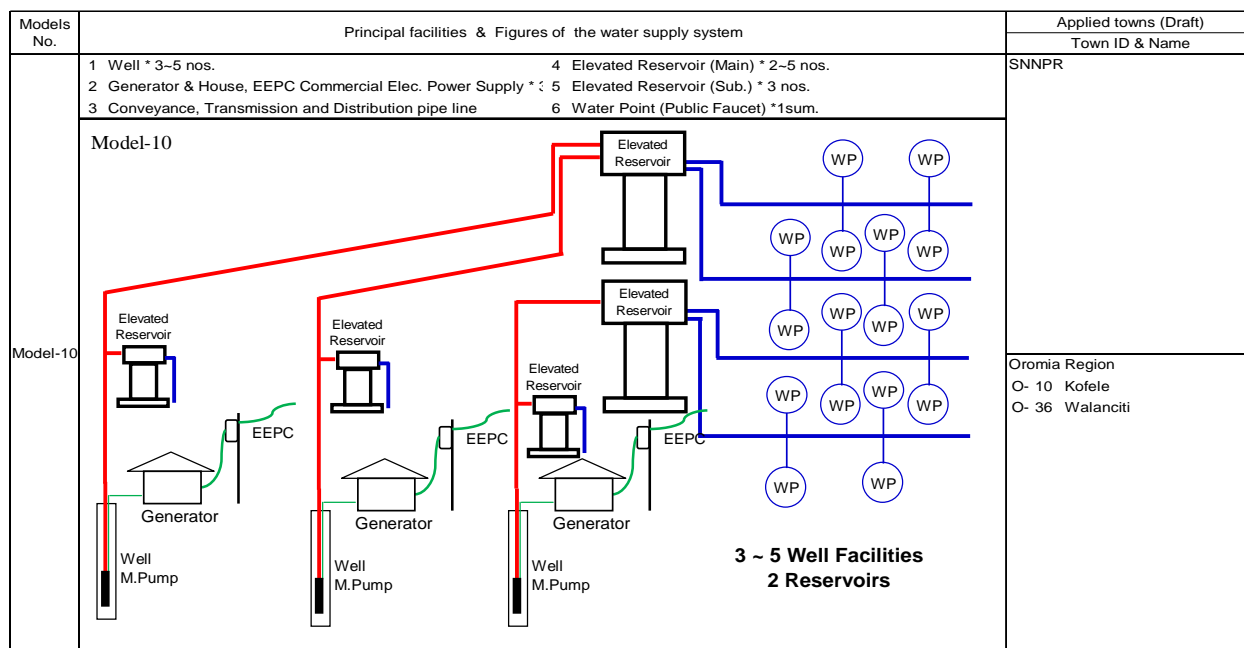 Models
No.
Principal facilities & Figures of the water supply system
Applied towns (Draft)
Town ID & Name
1 Well * 3~5 nos.
2 Generator & House, EEPC Commercial Elec. Power Supply *
3 Conveyance, Transmission and Distribution pipe line
4 Elevated Reservoir (Main) * 2~5 nos.
5 Elevated Reservoir (Sub.) * 3 nos.
6 Water Point (Public Faucet) *1sum.
SNNPR
Model-10
Model-10
Elevated
Reservoir
WP
WP
WP
WP
WP
WP
Elevated
Reservoir
WP
WP
WP
WP
WP
WP
WP
WP
WP
WP
Elevated
Reservoir
Elevated
Reservoir
Elevated
Reservoir
EEPC
EEPC
EEPC
Generator
Generator
Generator
Well
M.Pump
Well
M.Pump
Well
M.Pump
3 ~ 5 Well Facilities
2 Reservoirs
Oromia Region
O- 10 Kofele
O- 36 Walanciti